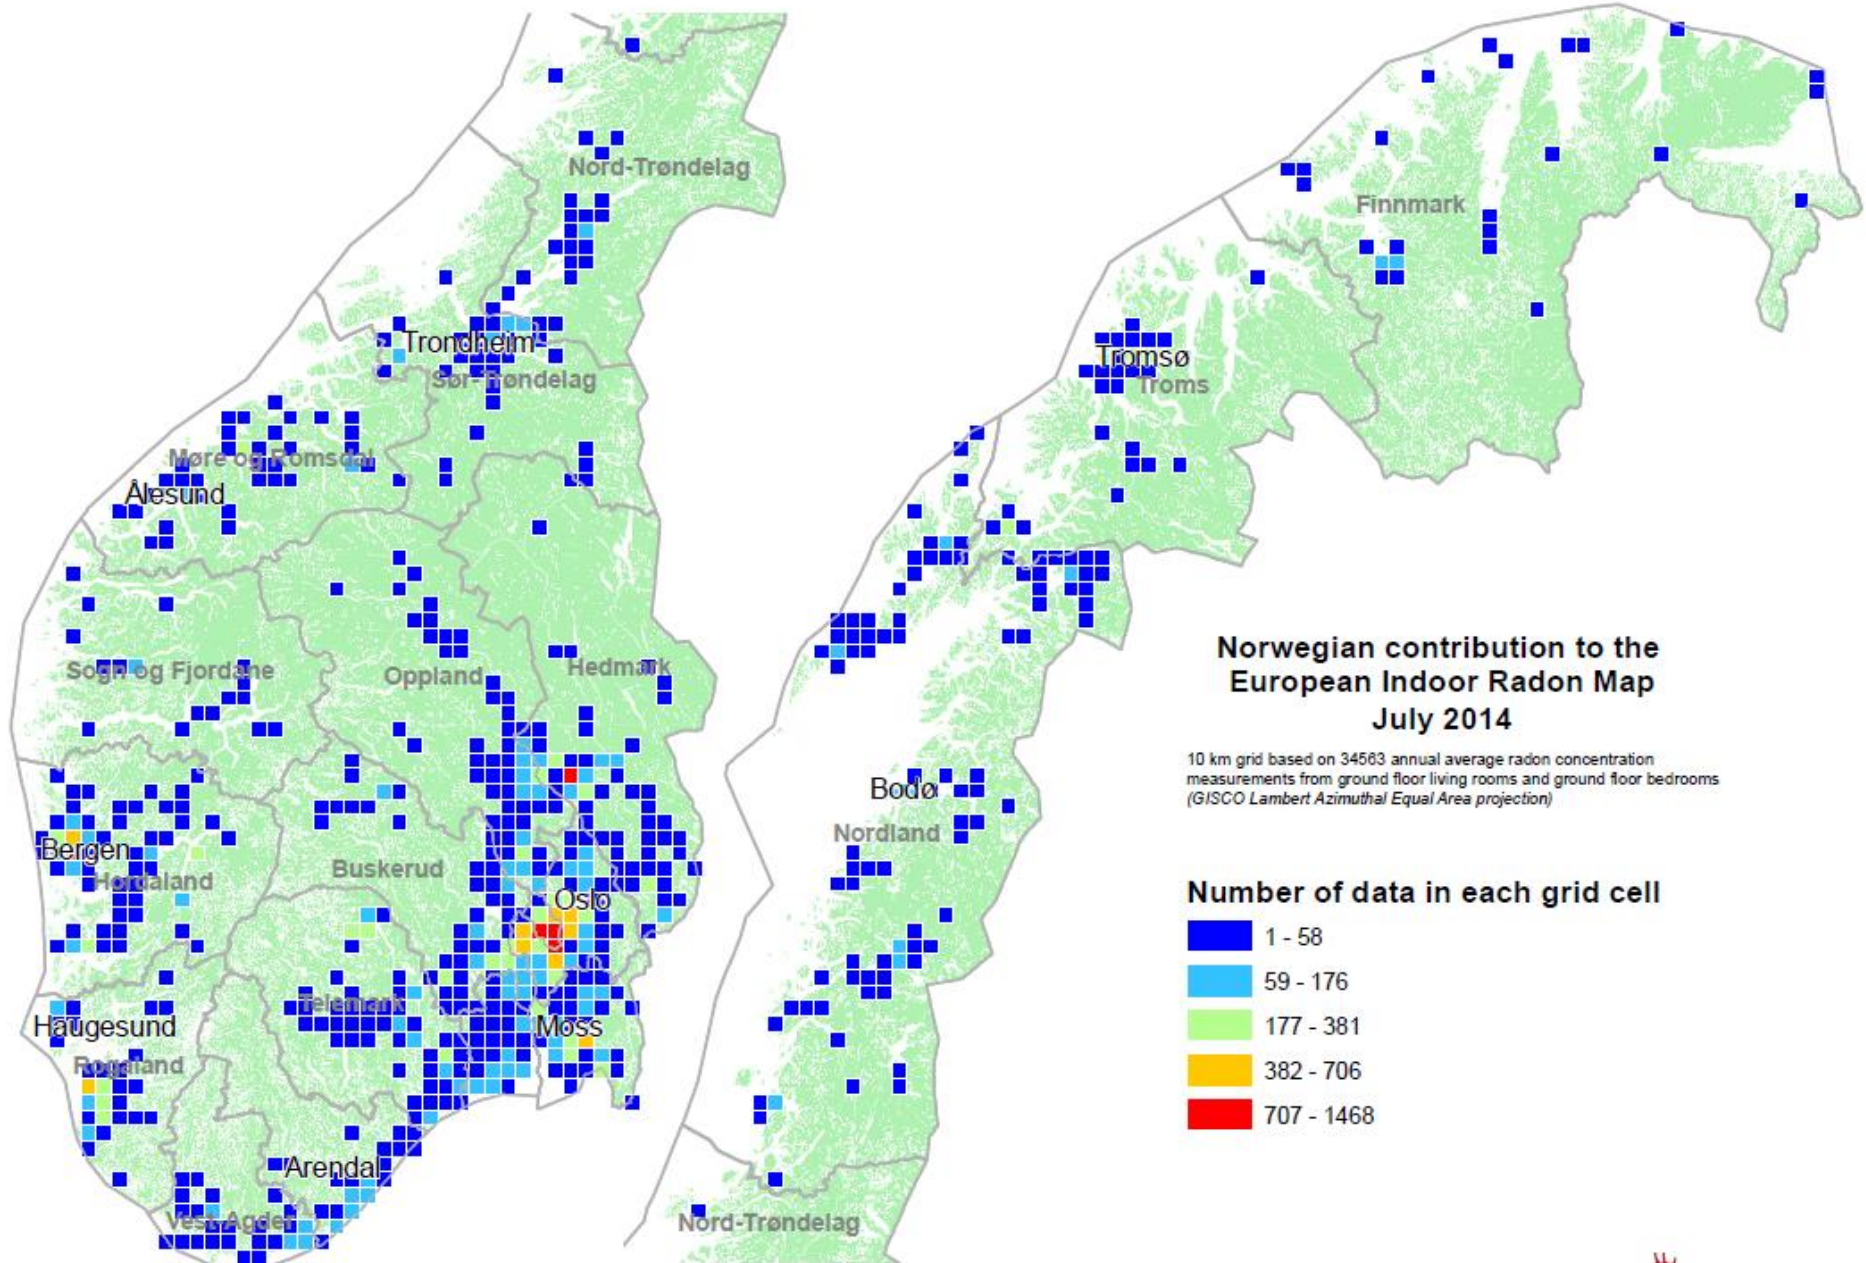 Nord-Trøndelag
Finnmark
Trondheim
Sør-Trøndelag
Tromsø
Troms
Møre og Romsdal
Ålesund
Sogn og Fjordane
Oppland
Hedmark
Norwegian contribution to the
European Indoor Radon Map
July 2014
10 km grid based on 34563 annual average radon concentration
measurements from ground floor living rooms and ground floor bedrooms
(GISCO Lambert Azimuthal Equal Area projection)
Bodø
Nordland
Bergen
Hordaland
Buskerud
Oslo
Number of data in each grid cell
1 - 58
59 - 176
177 - 381
382 - 706
707 - 1468
Telemark
Haugesund
Moss
Rogaland
Arendal
Vest-Agder
Nord-Trøndelag